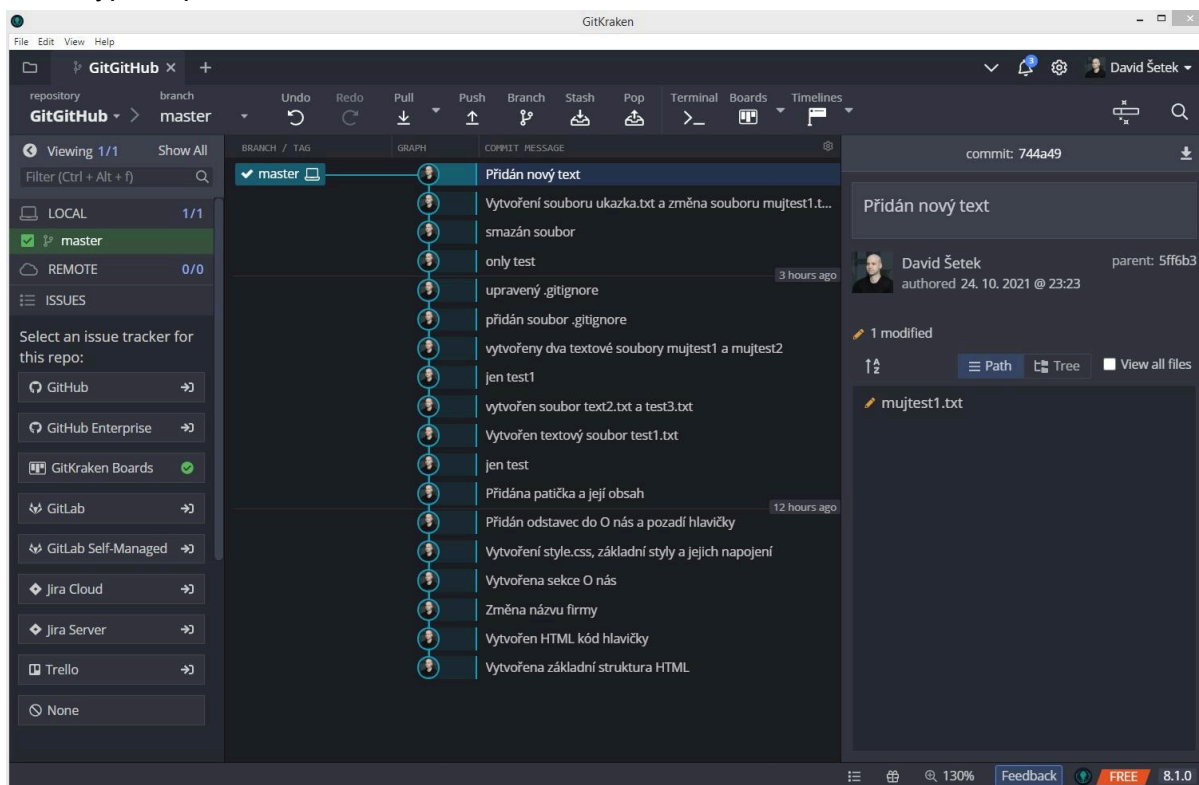 GitKraken
File Edit View Help
GitGitHub
David Šetek
repository
GitGitHub
branch
master
Undo
Redo
Pull
Push
Branch
Stash
Pop
Terminal
Boards
Timelines
Viewing 1/1 Show All
Filter (Ctrl + Alt + f)
LOCAL 1/1
master
REMOTE 0/0
ISSUES
Select an issue tracker for
this repo:
GitHub
GitHub Enterprise
GitKraken Boards
GitLab
GitLab Self-Managed
Jira Cloud
Jira Server
Trello
None
BRANCH / TAG GRAPH COMMIT MESSAGE
master Přidán nový text
Vytvoření souboru ukazka.txt a změna souboru mujtest1.t...
smazán soubor
only test
3 hours ago
upravený .gitignore
přidán soubor .gitignore
vytvořeny dva textové soubory mujtest1 a mujtest2
jen test1
vytvořen soubor text2.txt a test3.txt
Vytvořen textový soubor test1.txt
jen test
Přidána patička a její obsah
12 hours ago
Přidán odstavec do O nás a pozadí hlavičky
Vytvoření style.css, základní styly a jejich napojení
Vytvořena sekce O nás
Změna názvu firmy
Vytvořen HTML kód hlavičky
Vytvořena základní struktura HTML
commit: 744a49
Přidán nový text
David Šetek parent: 5ff6b3
authored 24. 10. 2021 @ 23:23
1 modified
Path Tree View all files
mujtest1.txt
130% Feedback FREE 8.1.0